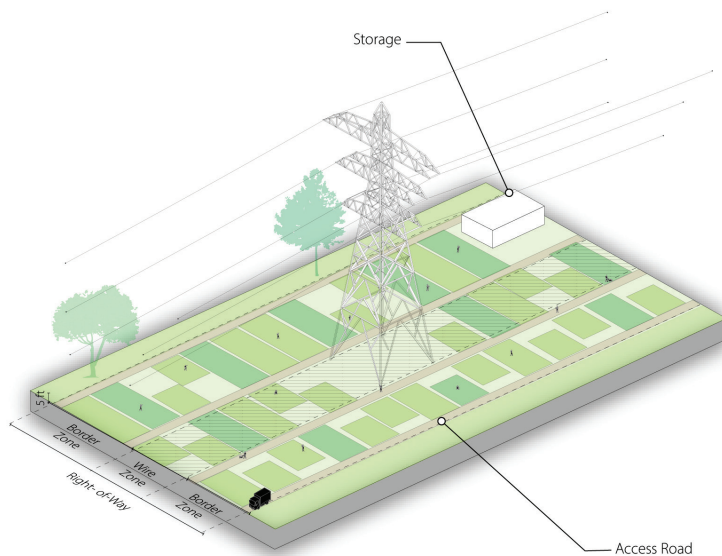 Storage
5 ft
Border
Zone
Wire
Zone
Border
Zone
Right- of-Way
Access Road